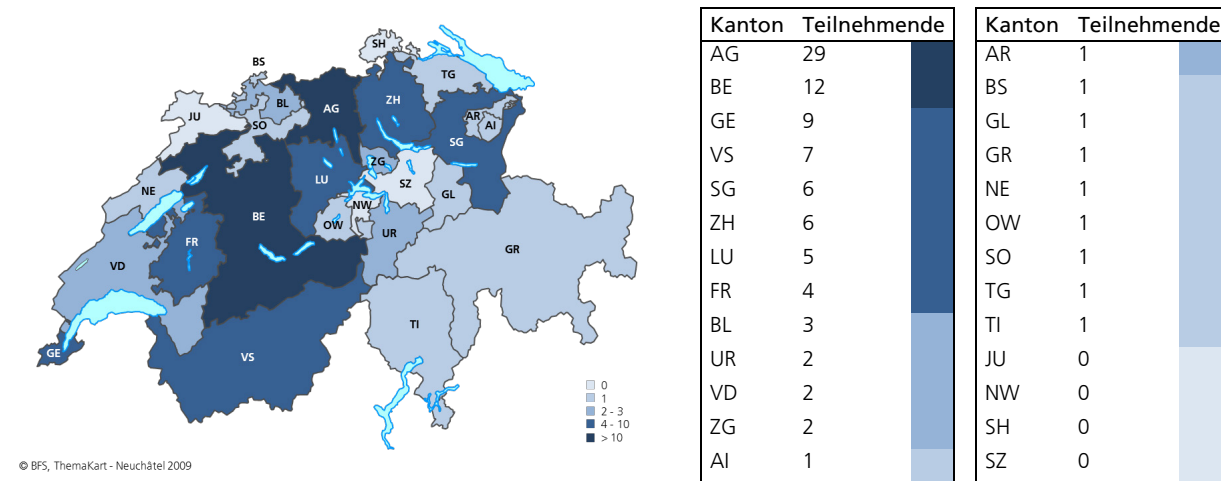 SH
BS
TG
BL
ZH
AG
JU
SO
AR
AI
SG
ZG
LU
SZ
NE
GL
NW
BE
OW
UR
FR
GR
VD
TI
GE
VS
0
1
2 - 3
4 - 10
> 10
© BFS, ThemaKart - Neuchâtel 2009
Kanton Teilnehmende
AG 29
BE 12
GE 9
VS 7
SG 6
ZH 6
LU 5
FR 4
BL 3
UR 2
VD 2
ZG 2
AI 1
Kanton Teilnehmende
AR 1
BS 1
GL 1
GR 1
NE 1
OW 1
SO 1
TG 1
TI 1
JU 0
NW 0
SH 0
SZ 0